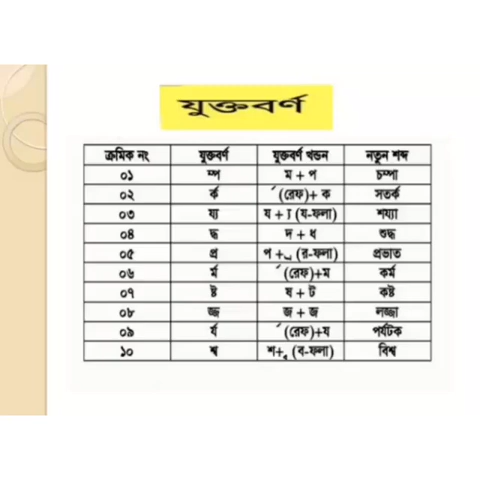 যুক্তবর্ণ
ক্রমিক নং যুক্তবর্ণ যুক্তবর্ণ খন্ডন নতুন শব্দ
০১ ম্প ম + প চম্পা
০২ র্ক র্ (রেফ)+ ক সতর্ক
০৩ য্য য + ্য (য-ফলা) শয্যা
০৪ দ্ধ দ + ধ শুদ্ধ
০৫ প্র প + ্র (র-ফলা) প্রভাত
০৬ র্ম র্ (রেফ)+ম কর্ম
০৭ ষ্ট ষ + ট কষ্ট
০৮ জ্জ জ + জ লজ্জা
০৯ র্য র্ (রেফ)+য পর্যটক
১০ শ্ব শ+্ব (ব-ফলা) বিশ্ব